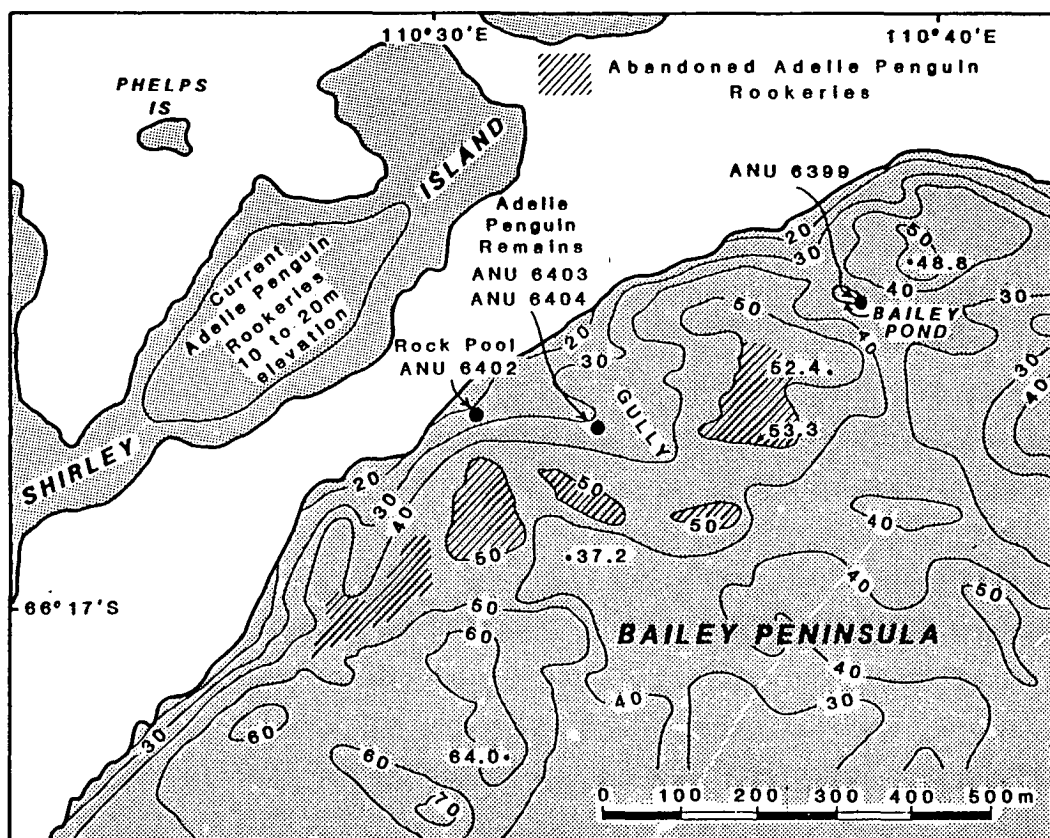 110°30'E
110°40'E
PHELPS
IS
Abandoned Adelie Penguin
Rookeries
SHIRLEY ISLAND
ANU 6399
Adelie
Penguin
Remains
ANU 6403
ANU 6404
Current
Adelie Penguin
Rookeries
10 to 20m
elevation
Rock Pool
ANU 6402
GULLY
BAILEY
POND
20
30
50
48.8
40
30
50
40
30
40
20
30
52.4
53.3
20
30
40
50
50
50
40
37.2
66°17'S
50
40
50
BAILEY PENINSULA
60
40
40
30
30
60
64.0
60
70
0 100 200 300 400 500m